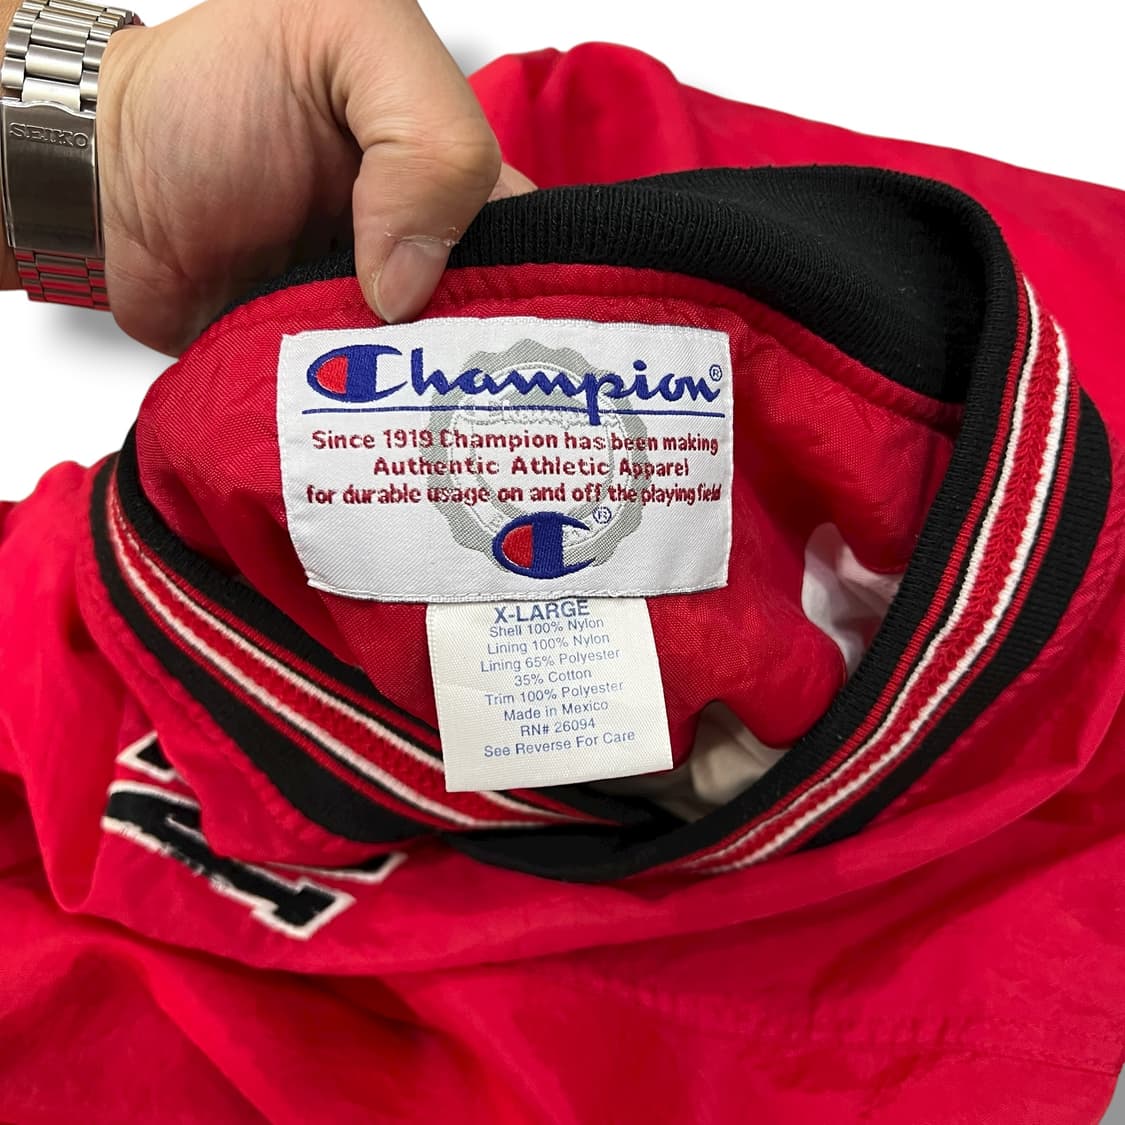 SEIKO
Champion®
Since 1919 Champion has been making
Authentic Athletic Apparel
for durable usage on and off the playing field
®
X-LARGE
Shell 100% Nylon
Lining 100% Nylon
Lining 65% Polyester
35% Cotton
Trim 100% Polyester
Made in Mexico
RN# 26094
See Reverse For Care